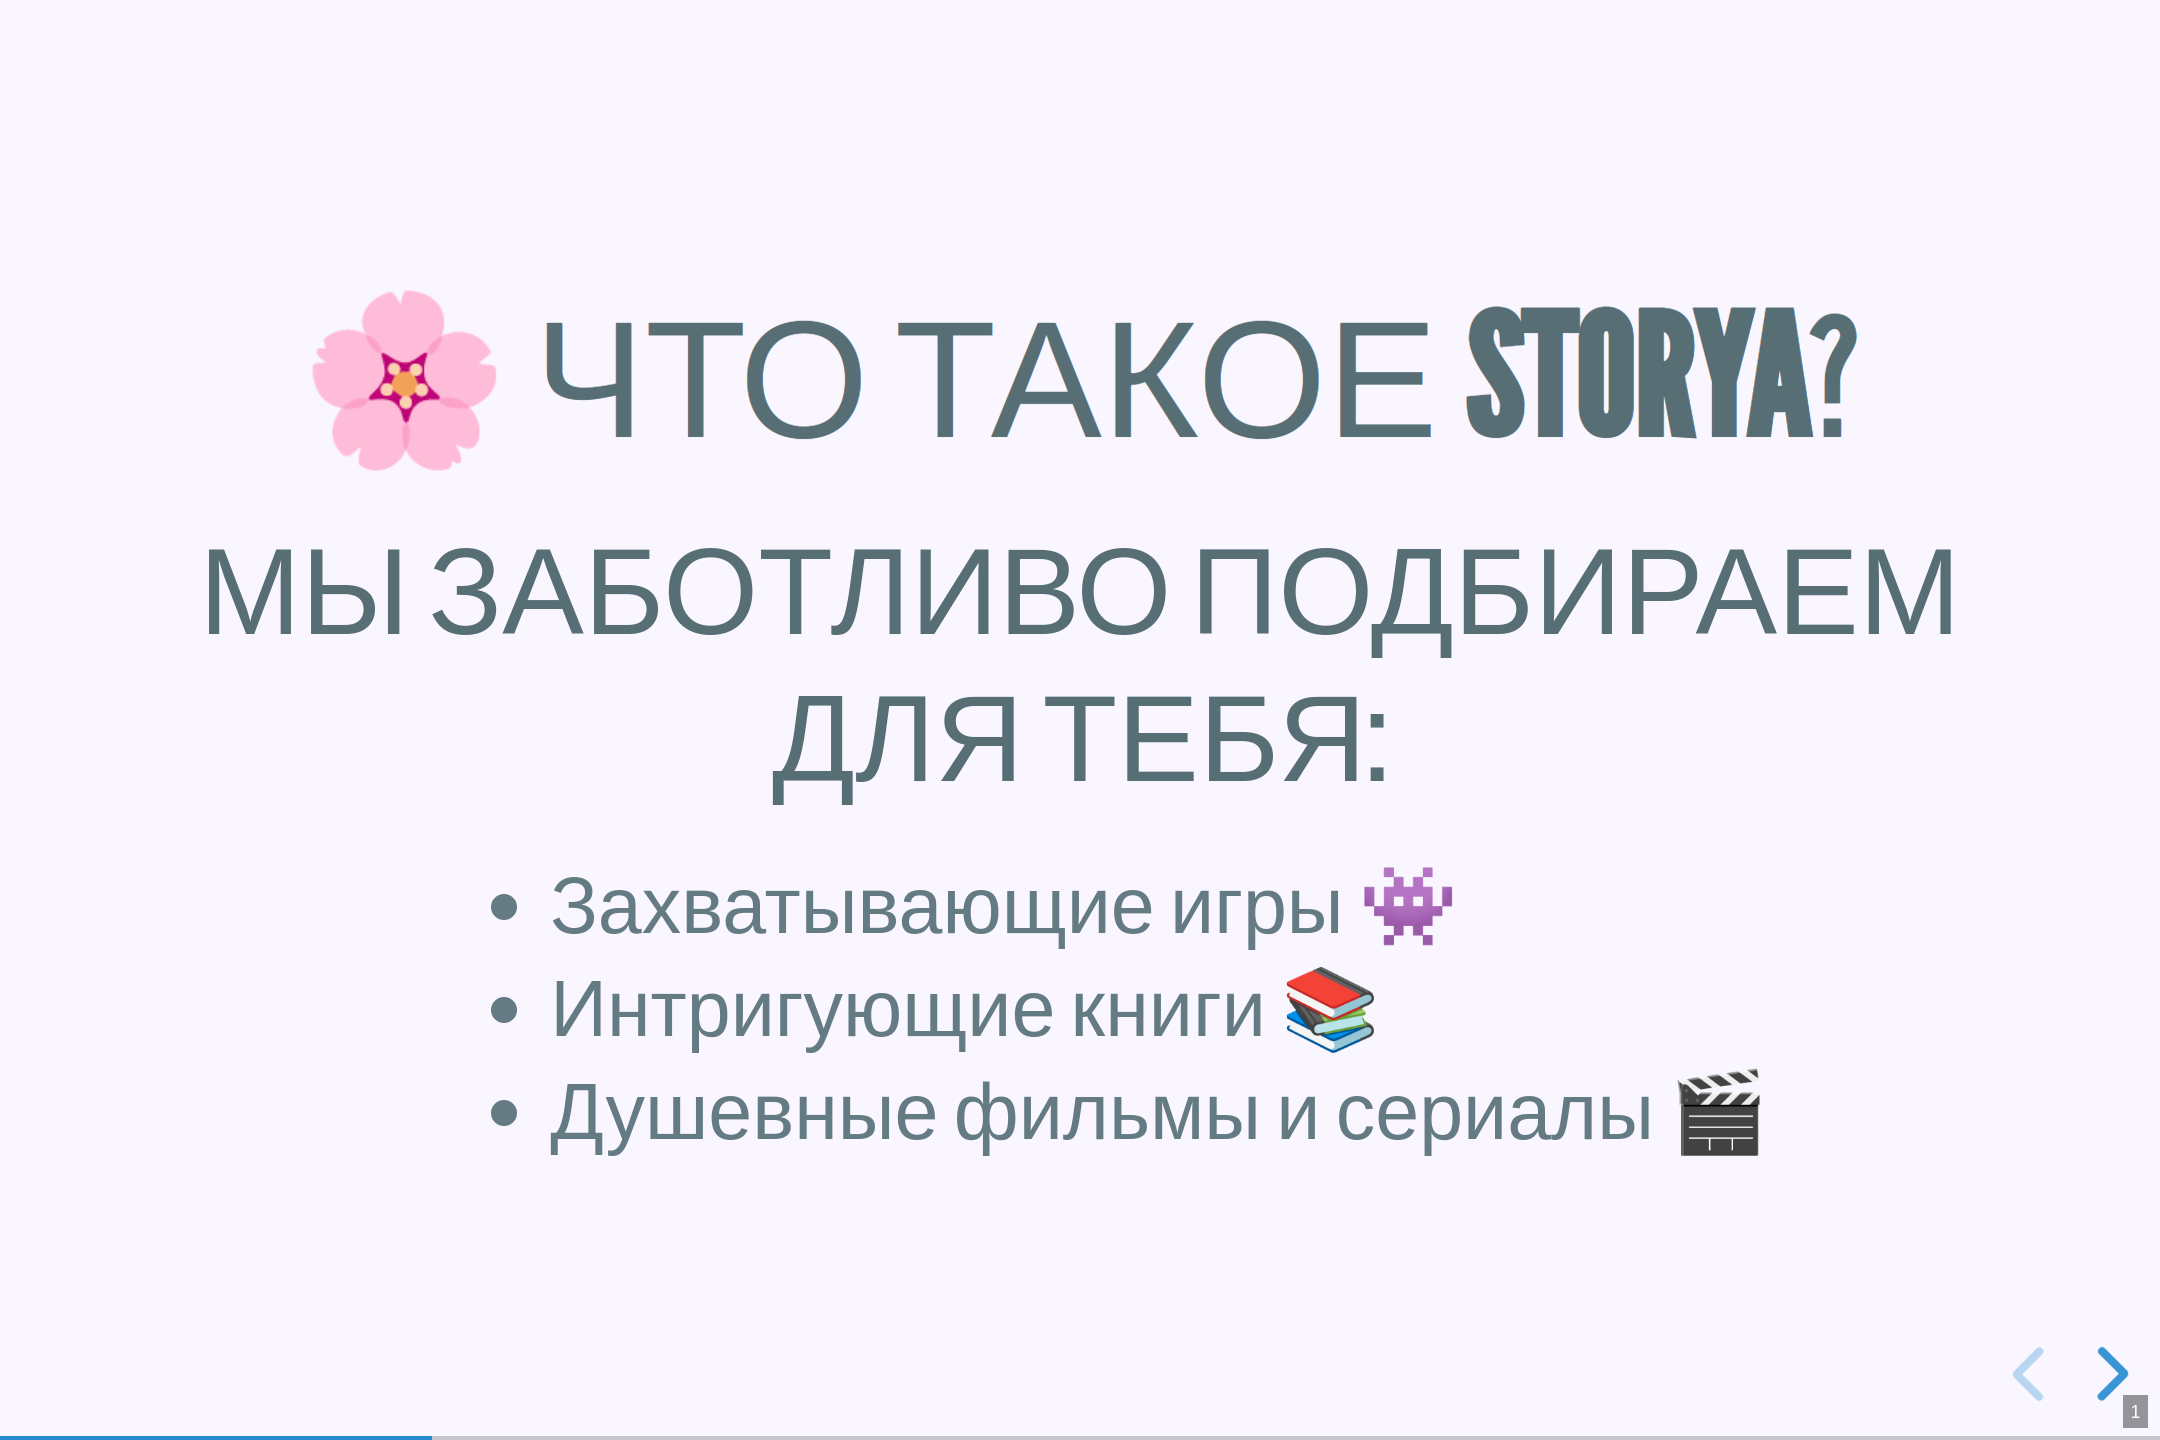 🌸 ЧТО ТАКОЕ STORYA?
МЫ ЗАБОТЛИВО ПОДБИРАЕМ
ДЛЯ ТЕБЯ:
• Захватывающие игры 👾
• Интригующие книги 📚
• Душевные фильмы и сериалы 🎬
1